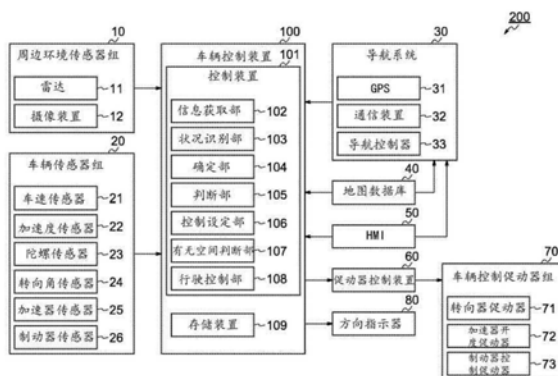 200
10
周边环境传感器组
雷达 11
摄像装置 12
20
车辆传感器组
车速传感器 21
加速度传感器 22
陀螺传感器 23
转向角传感器 24
加速器传感器 25
制动器传感器 26
100
车辆控制装置
101
控制装置
信息获取部 102
状况识别部 103
确定部 104
判断部 105
控制设定部 106
有无空间判断部 107
行驶控制部 108
存储装置 109
30
导航系统
GPS 31
通信装置 32
导航控制器 33
40
地图数据库
50
HMI
60
促动器控制装置
80
方向指示器
70
车辆控制促动器组
转向器促动器 71
加速器开
度促动器 72
制动器控
制促动器 73